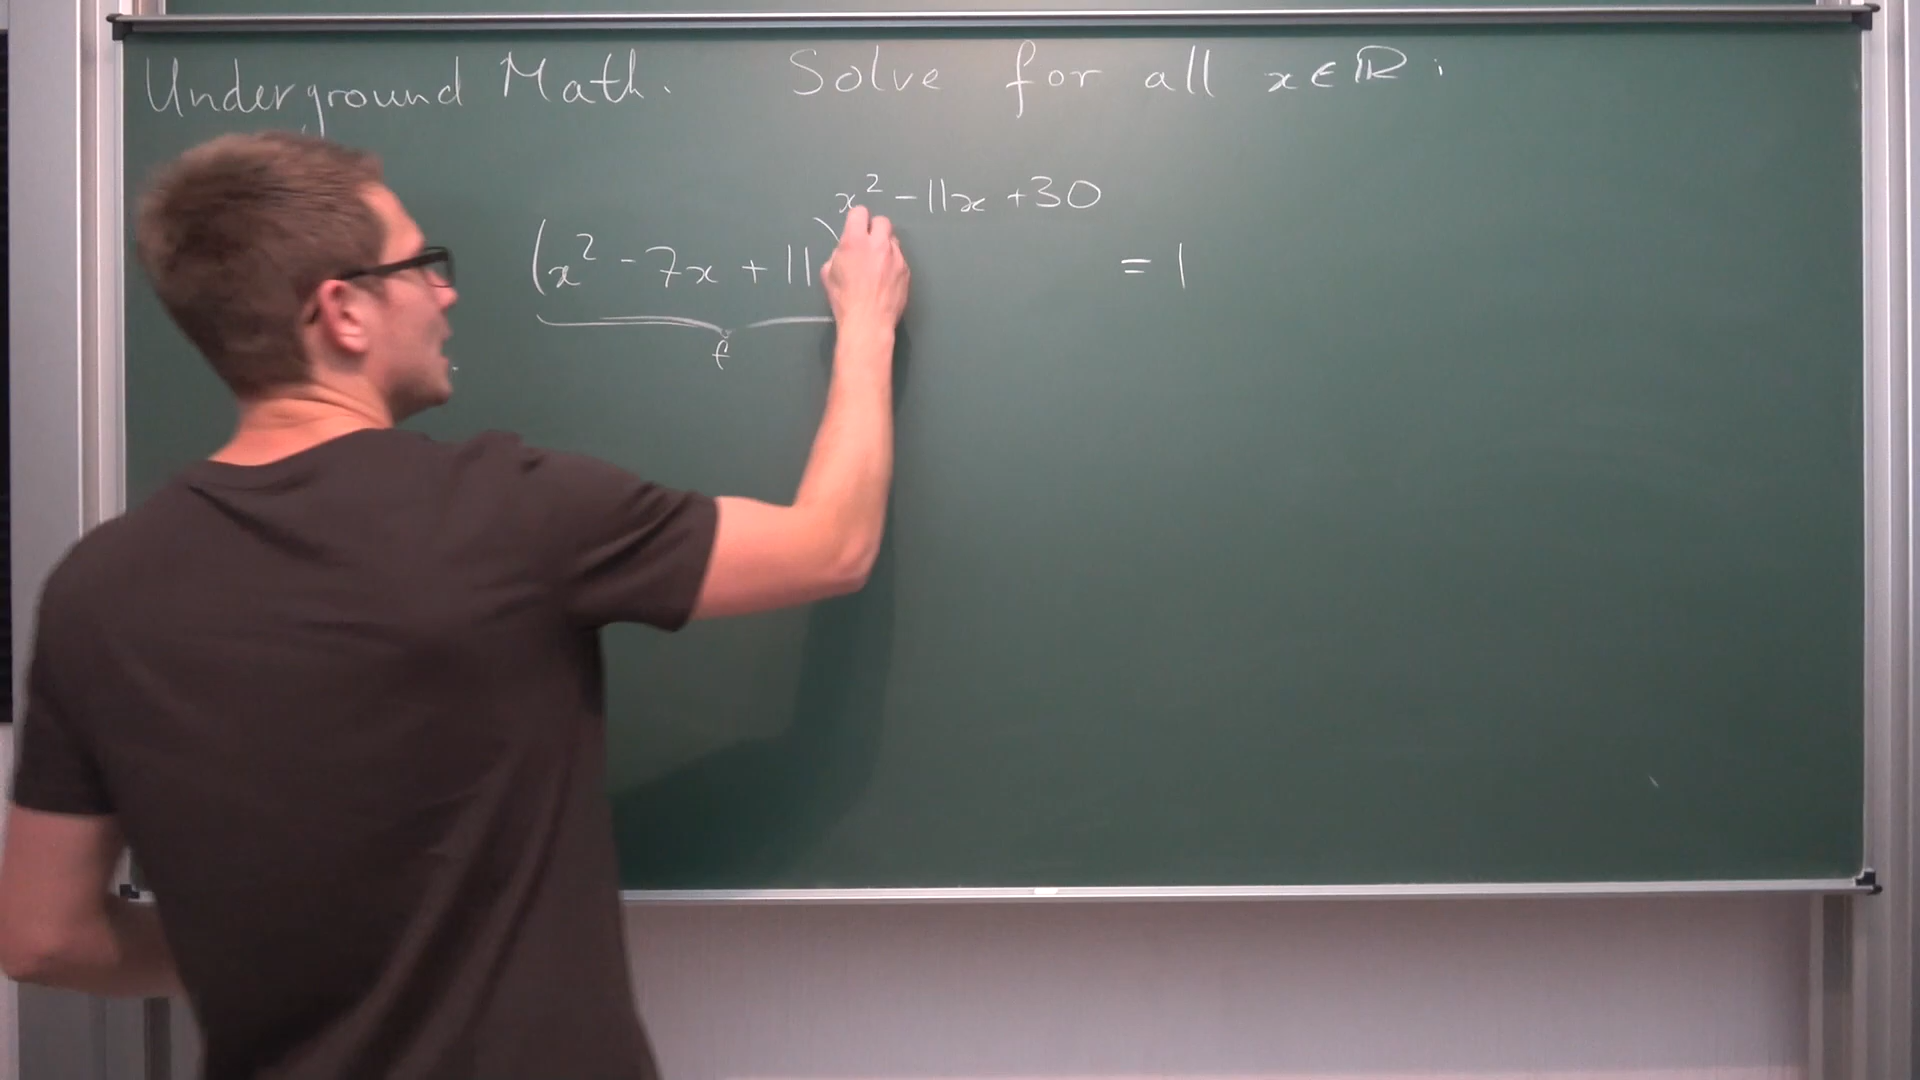 Underground Math. Solve for all x ∈ ℝ :
(x² - 7x + 11)^{x² - 11x + 30} = 1
f